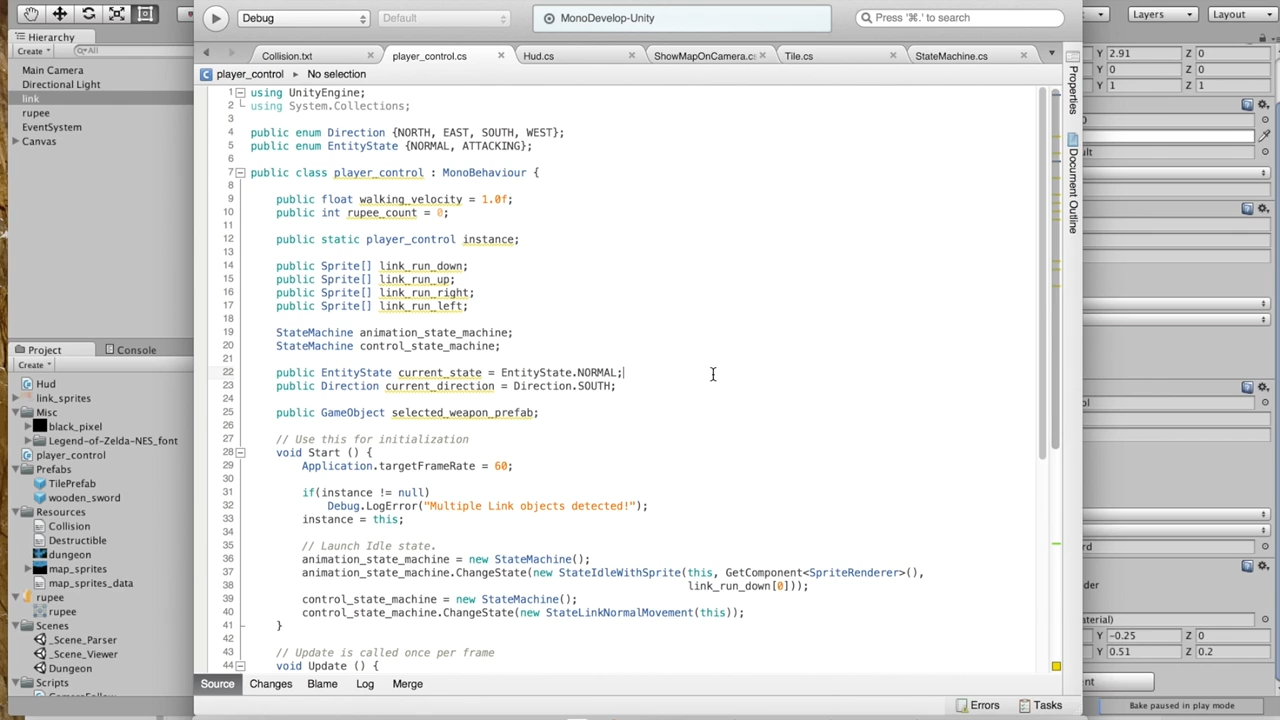 Debug
Default
MonoDevelop-Unity
Press '⌘.' to search
Layers
Layout
Hierarchy
Create
All
Main Camera
Directional Light
link
rupee
EventSystem
Canvas
Project
Console
Create
Hud
link_sprites
Misc
black_pixel
Legend-of-Zelda-NES_font
player_control
Prefabs
TilePrefab
wooden_sword
Resources
Collision
Destructible
dungeon
map_sprites
map_sprites_data
rupee
rupee
Scenes
_Scene_Parser
_Scene_Viewer
Dungeon
Scripts
Collision.txt
player_control.cs
Hud.cs
ShowMapOnCamera.cs
Tile.cs
StateMachine.cs
player_control
No selection
1 using UnityEngine;
2 using System.Collections;
3
4 public enum Direction {NORTH, EAST, SOUTH, WEST};
5 public enum EntityState {NORMAL, ATTACKING};
6
7 public class player_control : MonoBehaviour {
8
9 public float walking_velocity = 1.0f;
10 public int rupee_count = 0;
11
12 public static player_control instance;
13
14 public Sprite[] link_run_down;
15 public Sprite[] link_run_up;
16 public Sprite[] link_run_right;
17 public Sprite[] link_run_left;
18
19 StateMachine animation_state_machine;
20 StateMachine control_state_machine;
21
22 public EntityState current_state = EntityState.NORMAL;
23 public Direction current_direction = Direction.SOUTH;
24
25 public GameObject selected_weapon_prefab;
26
27 // Use this for initialization
28 void Start () {
29 Application.targetFrameRate = 60;
30
31 if(instance != null)
32 Debug.LogError("Multiple Link objects detected!");
33 instance = this;
34
35 // Launch Idle state.
36 animation_state_machine = new StateMachine();
37 animation_state_machine.ChangeState(new StateIdleWithSprite(this, GetComponent<SpriteRenderer>(),
38 link_run_down[0]));
39 control_state_machine = new StateMachine();
40 control_state_machine.ChangeState(new StateLinkNormalMovement(this));
41 }
42
43 // Update is called once per frame
44 void Update () {
Source
Changes
Blame
Log
Merge
Errors
Tasks
Properties
Document Outline
Y 2.91 Z 0
Y 0 Z 0
Y 1 Z 1
Y -0.25 Z 0
Y 0.51 Z 0.2
Bake paused in play mode